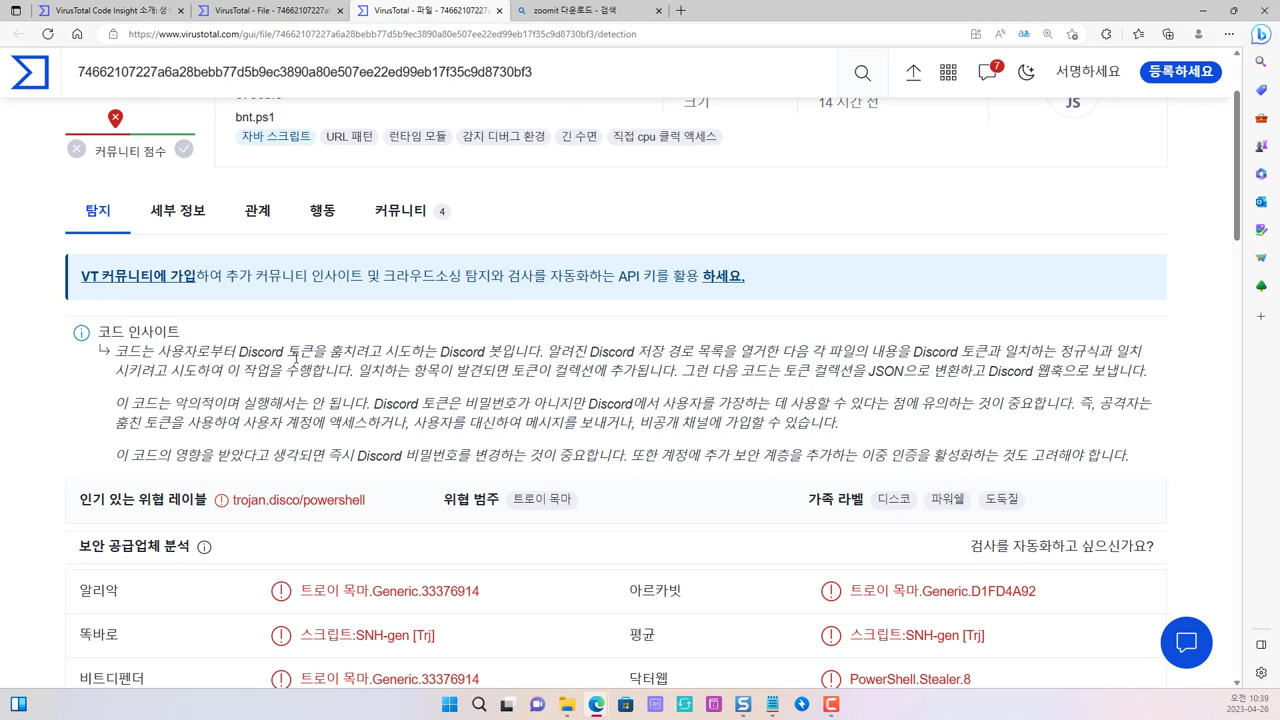 VirusTotal Code Insight 소개: 생
VirusTotal - File - 74662107227a
VirusTotal - 파일 - 74662107227a6
zoomit 다운로드 - 검색
https://www.virustotal.com/gui/file/74662107227a6a28bebb77d5b9ec3890a80e507ee22ed99eb17f35c9d8730bf3/detection
74662107227a6a28bebb77d5b9ec3890a80e507ee22ed99eb17f35c9d8730bf3
7
서명하세요
등록하세요
크기
14 시간 전
JS
bnt.ps1
커뮤니티 점수
자바 스크립트 URL 패턴 런타임 모듈 감지 디버그 환경 긴 수면 직접 cpu 클럭 액세스
탐지 세부 정보 관계 행동 커뮤니티 4
VT 커뮤니티에 가입하여 추가 커뮤니티 인사이트 및 크라우드소싱 탐지와 검사를 자동화하는 API 키를 활용 하세요.
코드 인사이트
코드는 사용자로부터 Discord 토큰을 훔치려고 시도하는 Discord 봇입니다. 알려진 Discord 저장 경로 목록을 열거한 다음 각 파일의 내용을 Discord 토큰과 일치하는 정규식과 일치
시키려고 시도하여 이 작업을 수행합니다. 일치하는 항목이 발견되면 토큰이 컬렉션에 추가됩니다. 그런 다음 코드는 토큰 컬렉션을 JSON으로 변환하고 Discord 웹훅으로 보냅니다.
이 코드는 악의적이며 실행해서는 안 됩니다. Discord 토큰은 비밀번호가 아니지만 Discord에서 사용자를 가장하는 데 사용할 수 있다는 점에 유의하는 것이 중요합니다. 즉, 공격자는
훔친 토큰을 사용하여 사용자 계정에 액세스하거나, 사용자를 대신하여 메시지를 보내거나, 비공개 채널에 가입할 수 있습니다.
이 코드의 영향을 받았다고 생각되면 즉시 Discord 비밀번호를 변경하는 것이 중요합니다. 또한 계정에 추가 보안 계층을 추가하는 이중 인증을 활성화하는 것도 고려해야 합니다.
인기 있는 위협 레이블 trojan.disco/powershell 위협 범주 트로이 목마 가족 라벨 디스코 파워쉘 도둑질
보안 공급업체 분석 검사를 자동화하고 싶으신가요?
알리악 트로이 목마.Generic.33376914 아르카빗 트로이 목마.Generic.D1FD4A92
똑바로 스크립트:SNH-gen [Trj] 평균 스크립트:SNH-gen [Trj]
비트디펜더 트로이 목마.Generic.33376914 닥터웹 PowerShell.Stealer.8
오전 10:39
2023-04-26